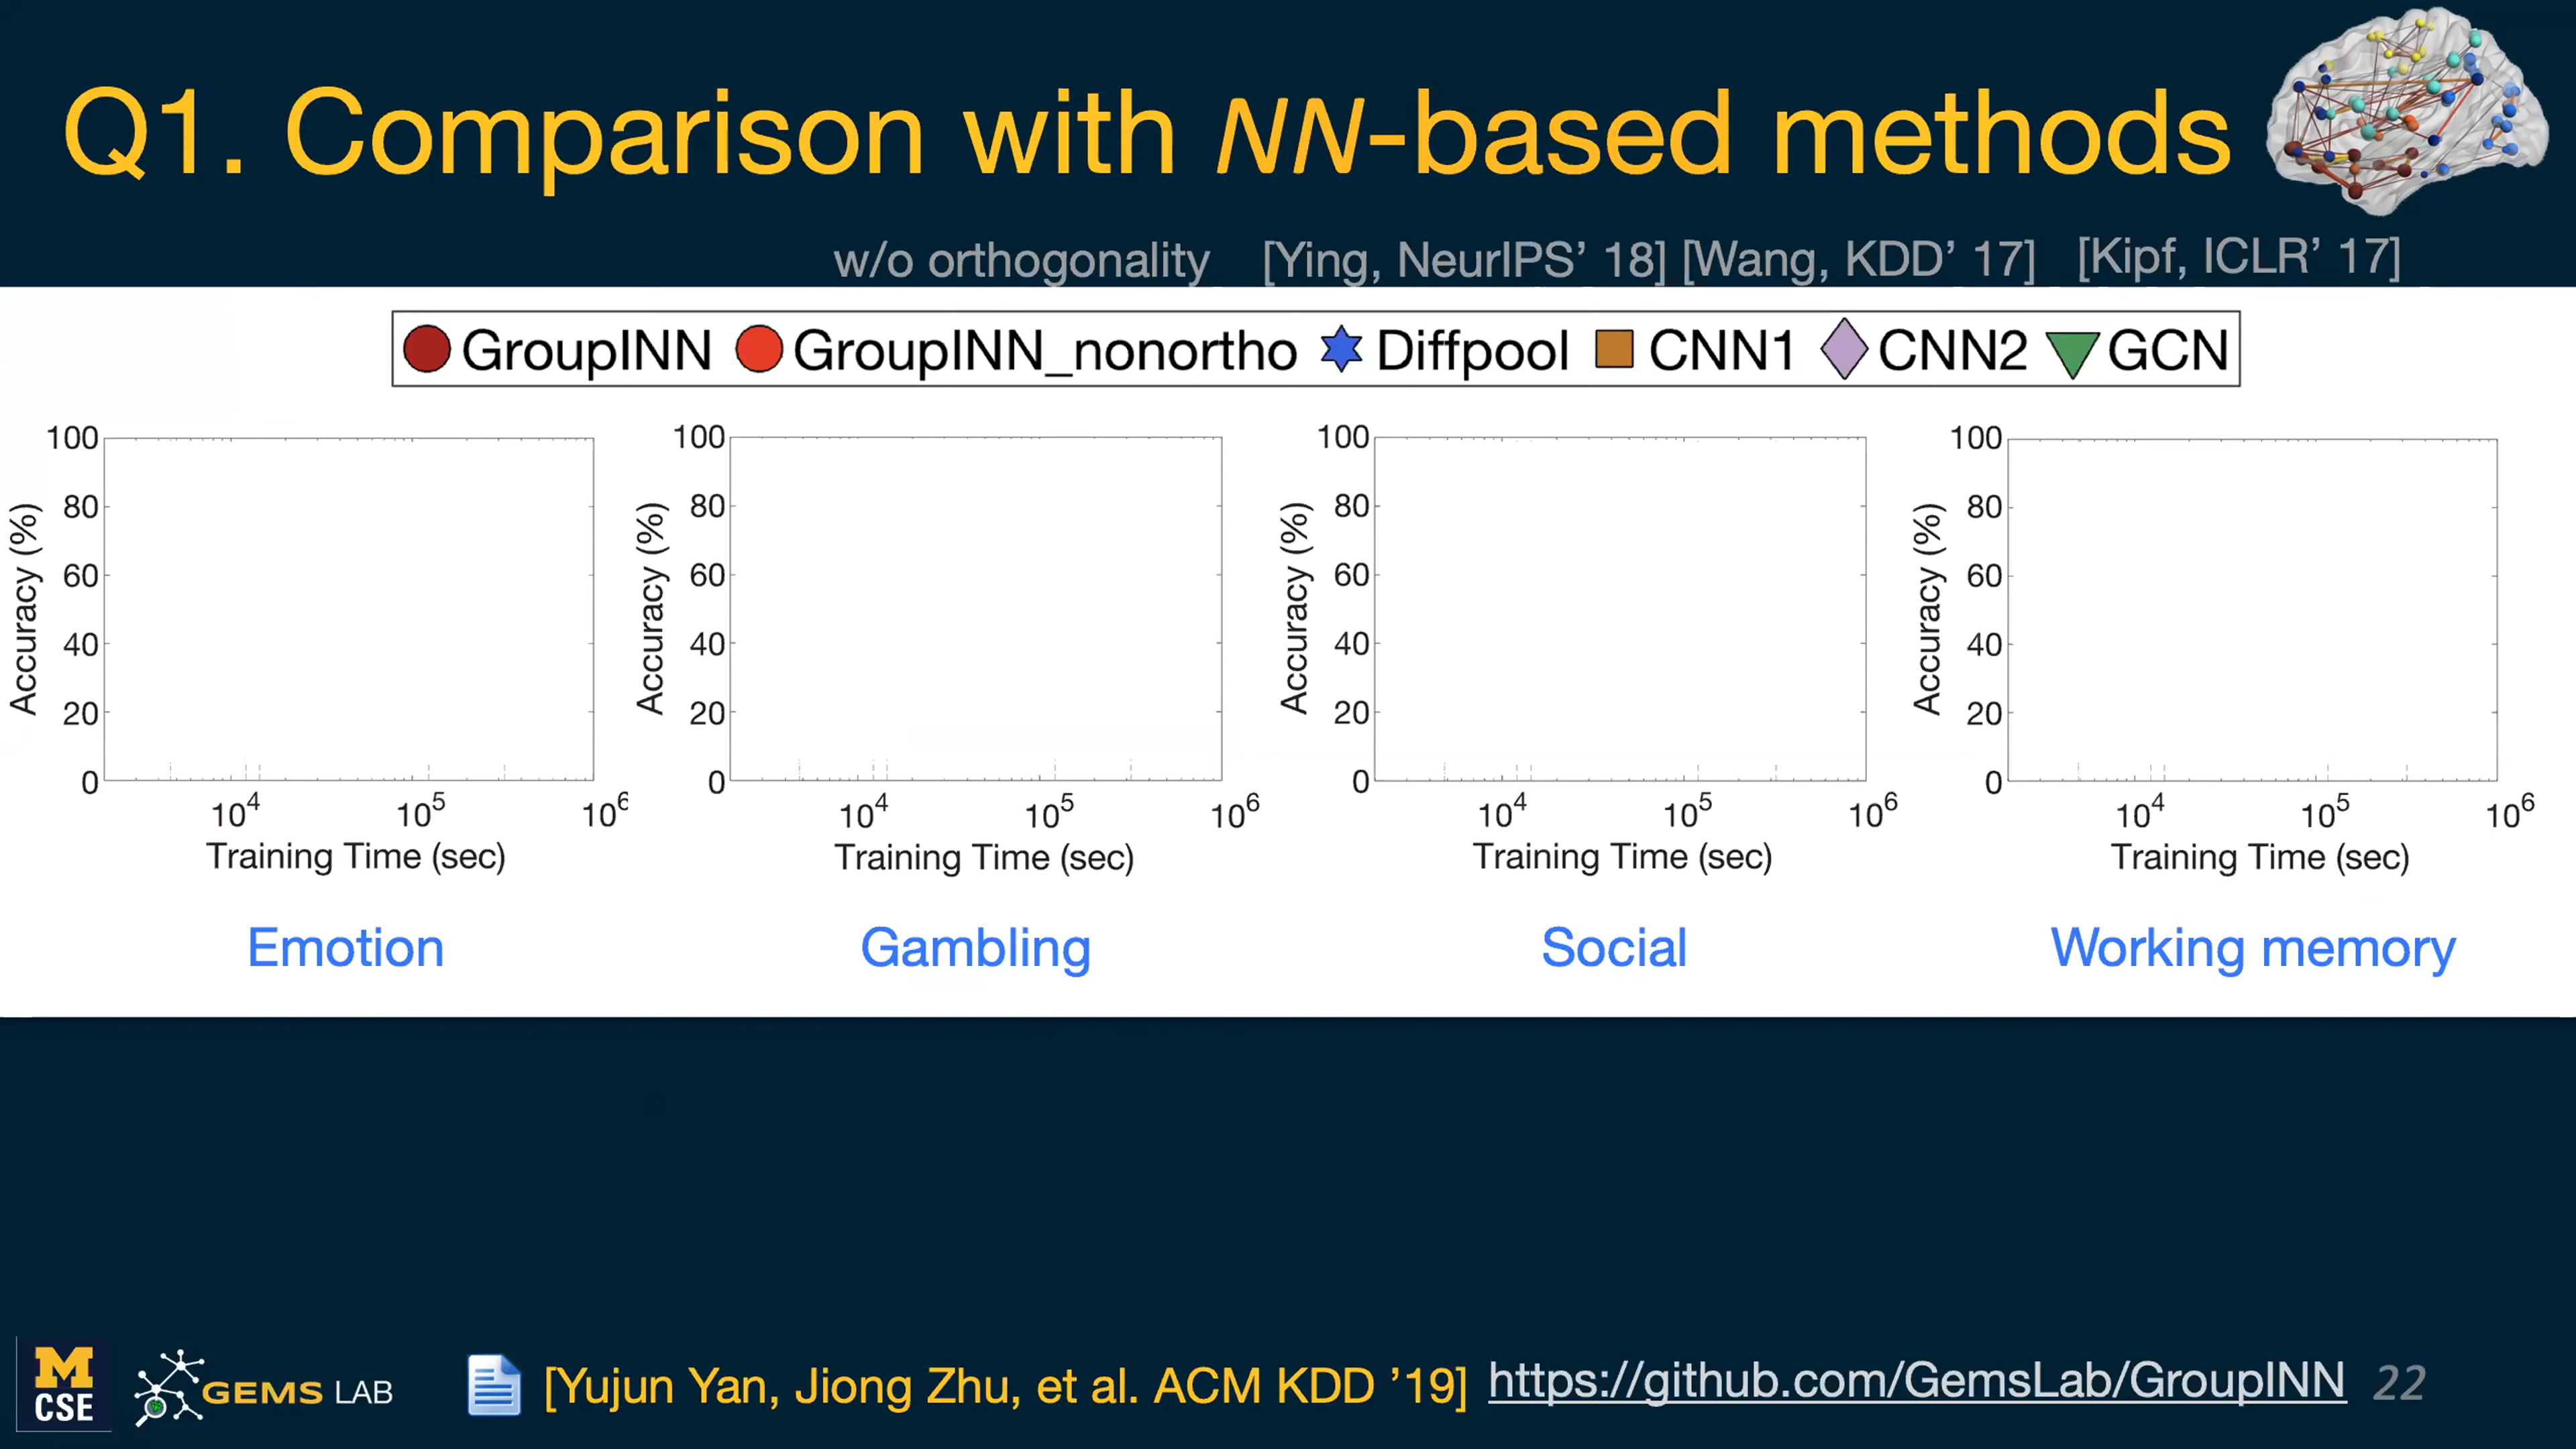 Q1. Comparison with NN-based methods
w/o orthogonality [Ying, NeurIPS’ 18] [Wang, KDD’ 17] [Kipf, ICLR’ 17]
GroupINN GroupINN_nonortho Diffpool CNN1 CNN2 GCN
100
80
60
40
20
0
Accuracy (%)
10^4 10^5 10^6
Training Time (sec)
Emotion
100
80
60
40
20
0
Accuracy (%)
10^4 10^5 10^6
Training Time (sec)
Gambling
100
80
60
40
20
0
Accuracy (%)
10^4 10^5 10^6
Training Time (sec)
Social
100
80
60
40
20
0
Accuracy (%)
10^4 10^5 10^6
Training Time (sec)
Working memory
M
CSE
GEMS LAB
[Yujun Yan, Jiong Zhu, et al. ACM KDD ’19] https://github.com/GemsLab/GroupINN 22